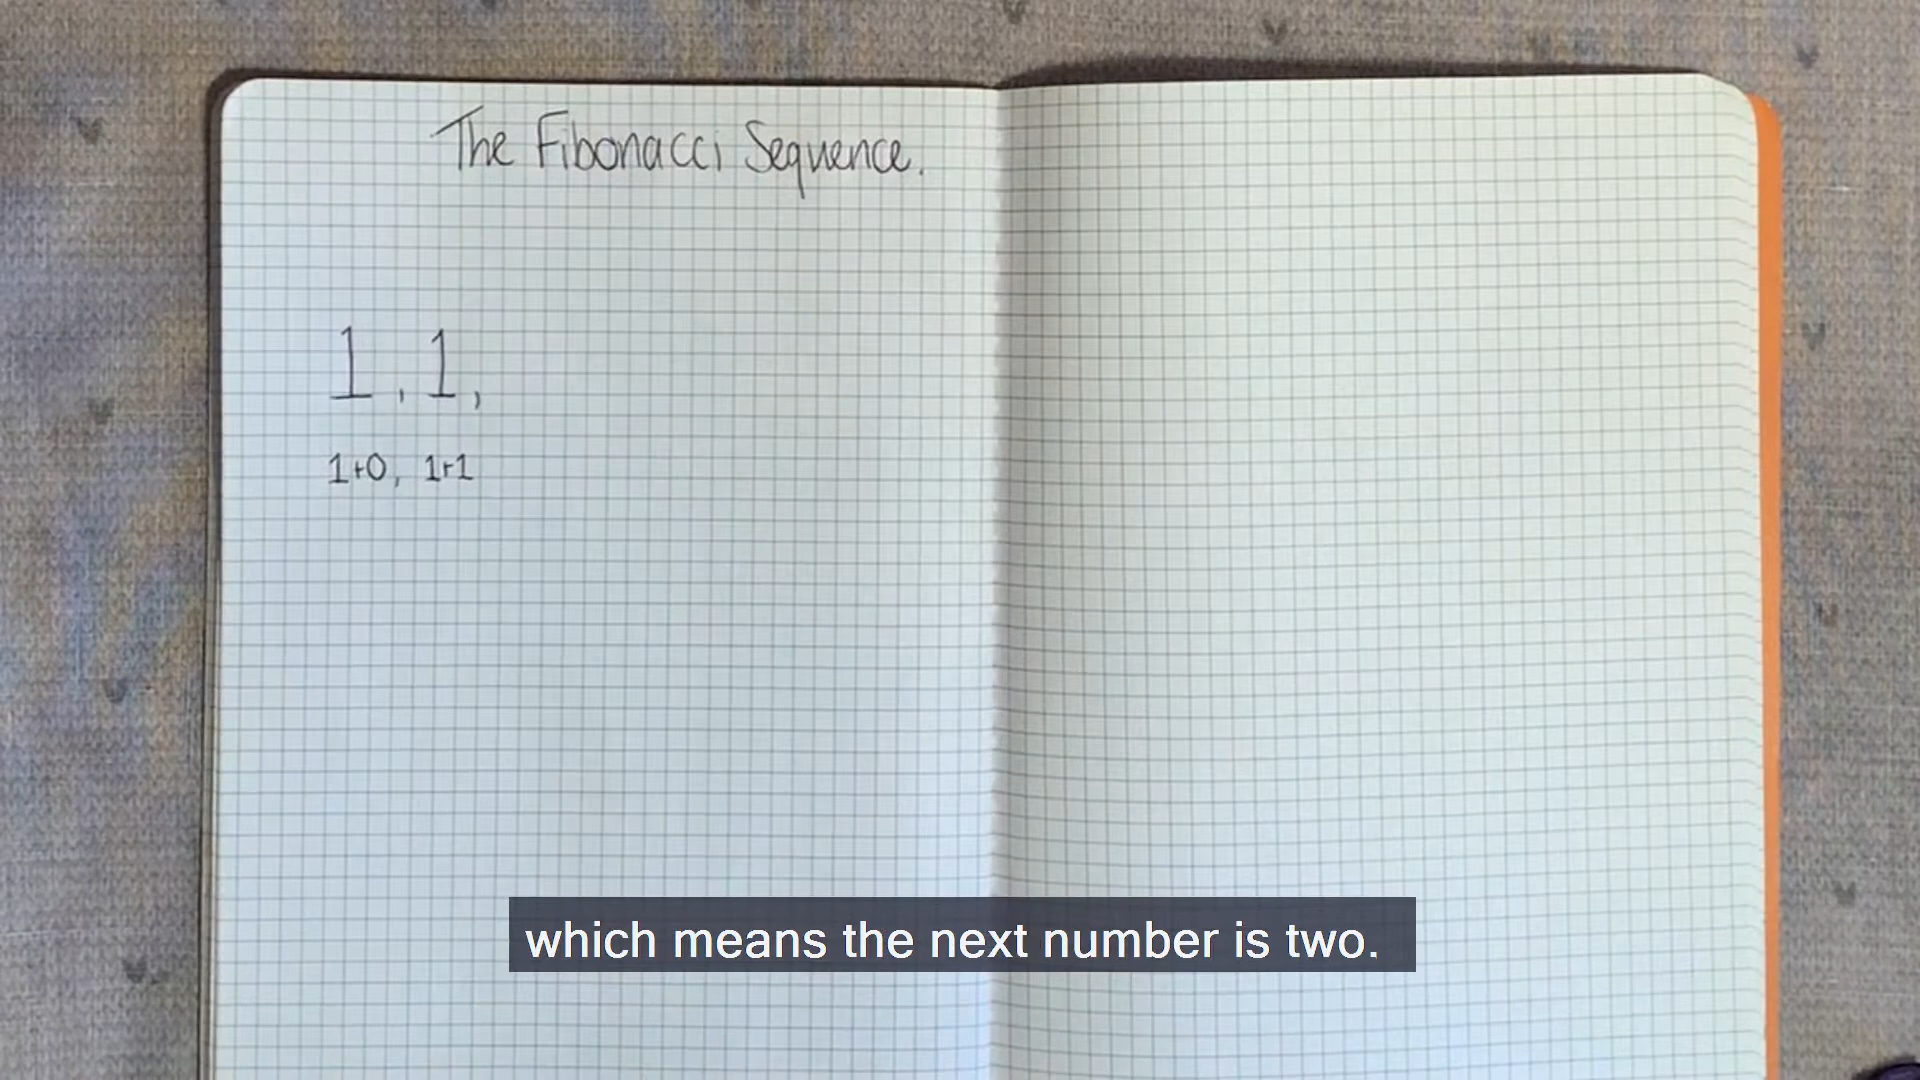 The Fibonacci Sequence.
1, 1,
1+0, 1+1
which means the next number is two.